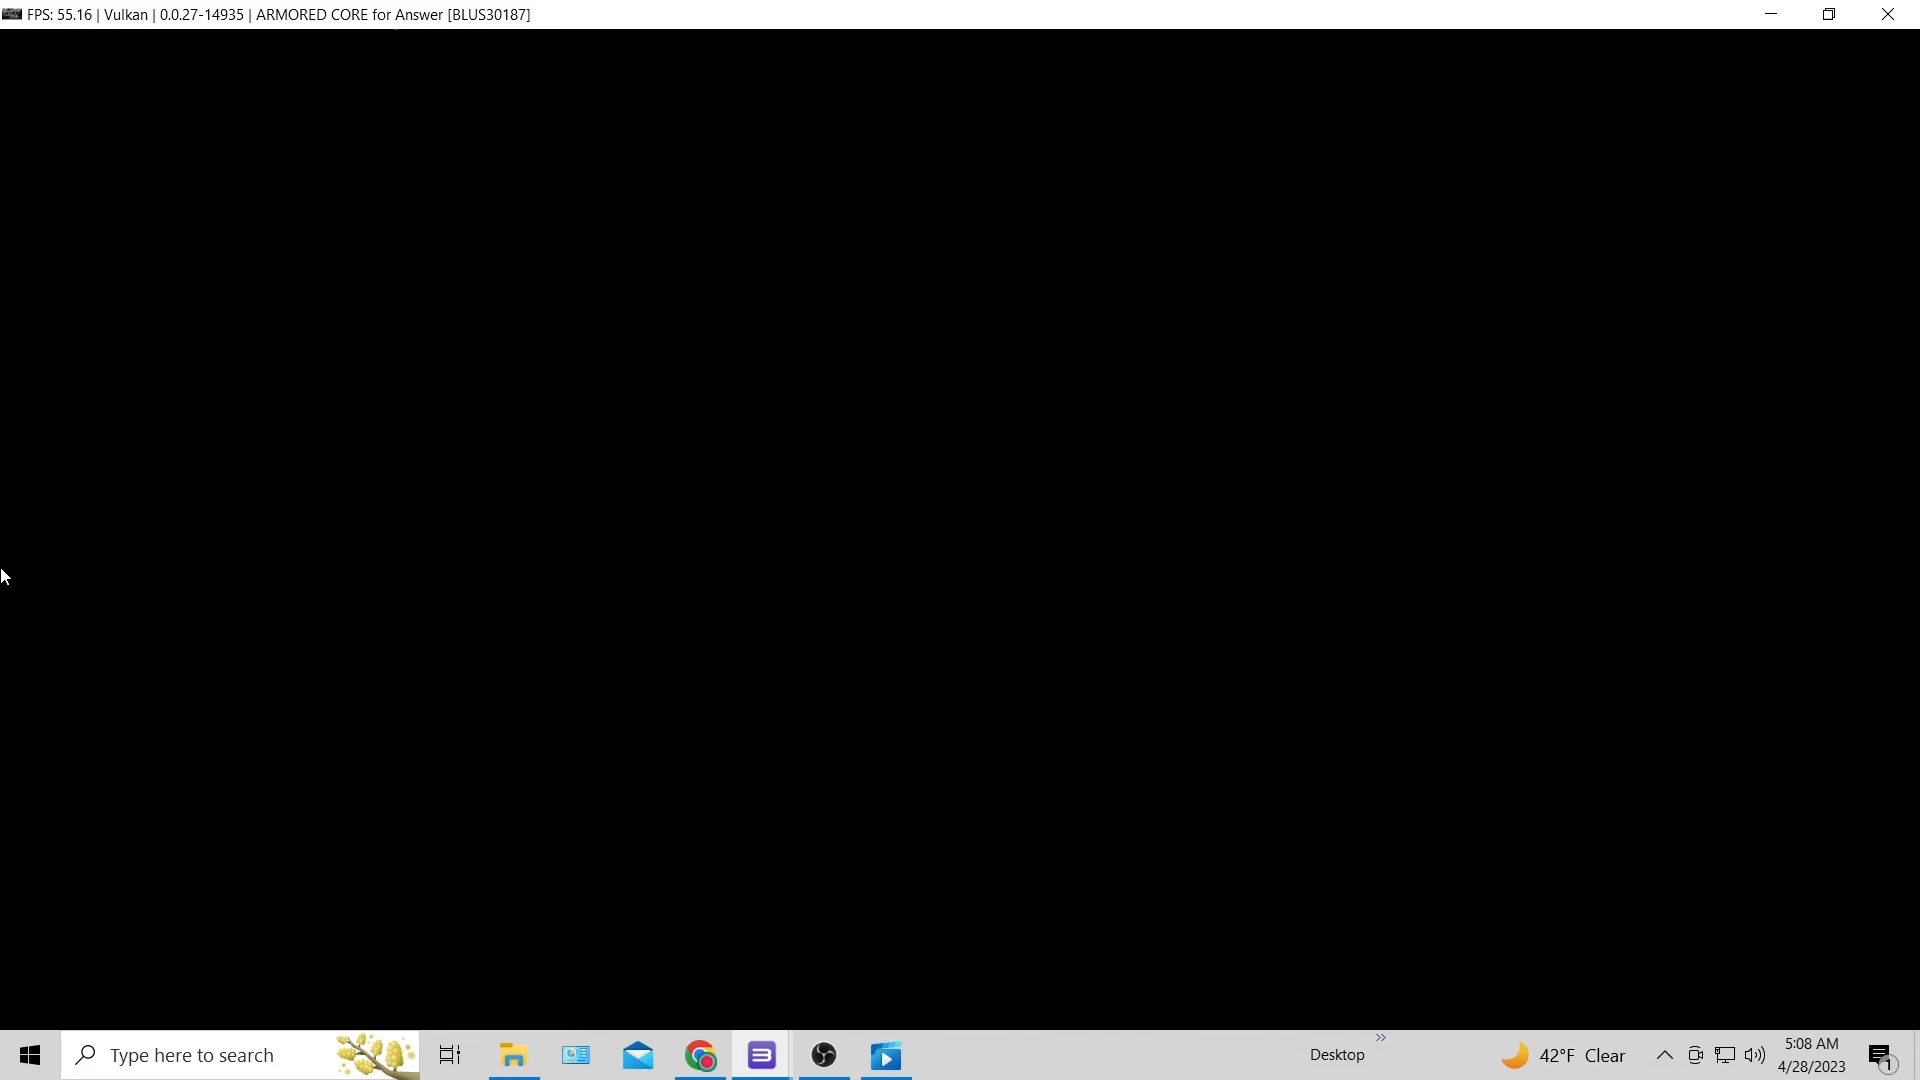 FPS: 55.16 | Vulkan | 0.0.27-14935 | ARMORED CORE for Answer [BLUS30187]
Type here to search
Desktop
42°F Clear
5:08 AM
4/28/2023
1